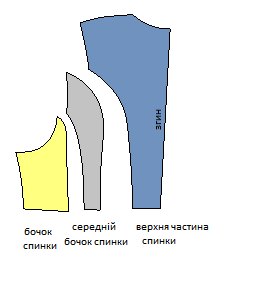 згин
бочок
спинки
середній
бочок спинки
верхня частина
спинки